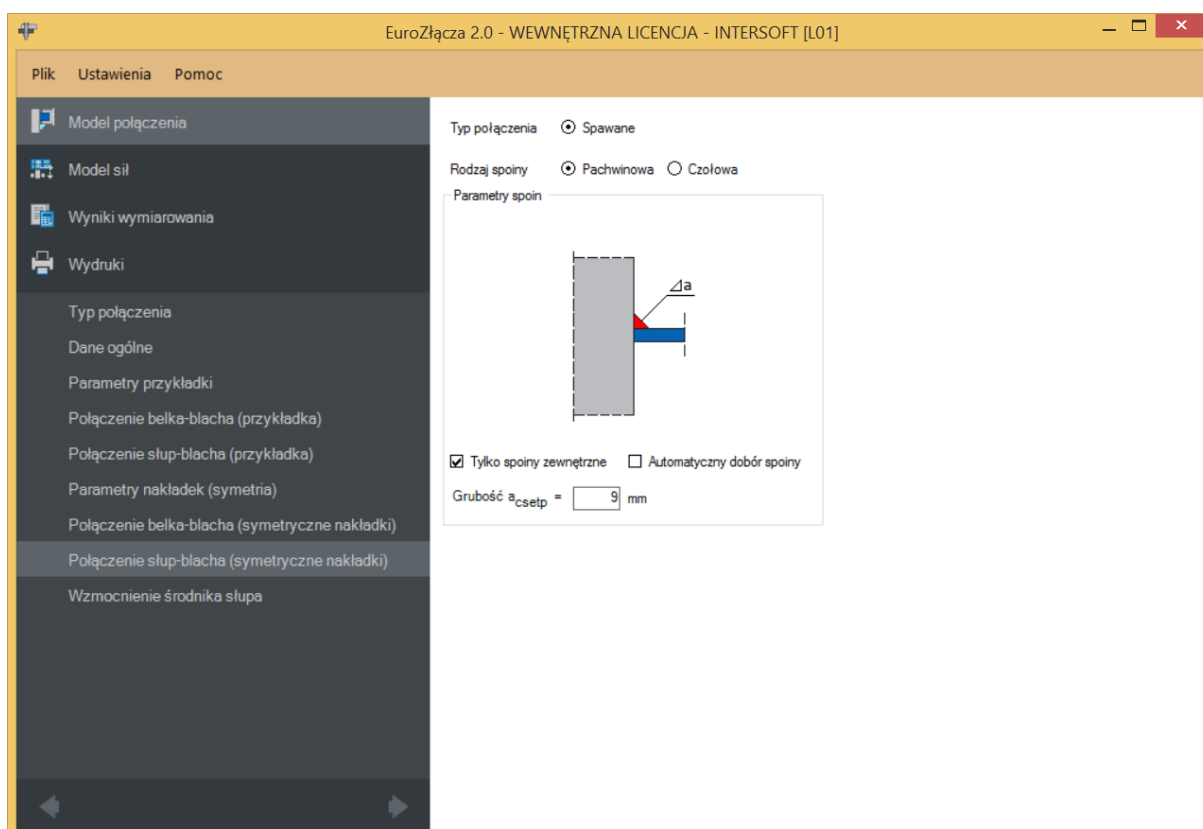 EuroZłącza 2.0 - WEWNĘTRZNA LICENCJA - INTERSOFT [L01]
Plik Ustawienia Pomoc
Model połączenia
Model sił
Wyniki wymiarowania
Wydruki
Typ połączenia
Dane ogólne
Parametry przykładki
Połączenie belka-blacha (przykładka)
Połączenie słup-blacha (przykładka)
Parametry nakładek (symetria)
Połączenie belka-blacha (symetryczne nakładki)
Połączenie słup-blacha (symetryczne nakładki)
Wzmocnienie środnika słupa
Typ połączenia Spawane
Rodzaj spoiny Pachwinowa Czołowa
Parametry spoin
⊿a
Tylko spoiny zewnętrzne Automatyczny dobór spoiny
Grubość acsetp = 9 mm